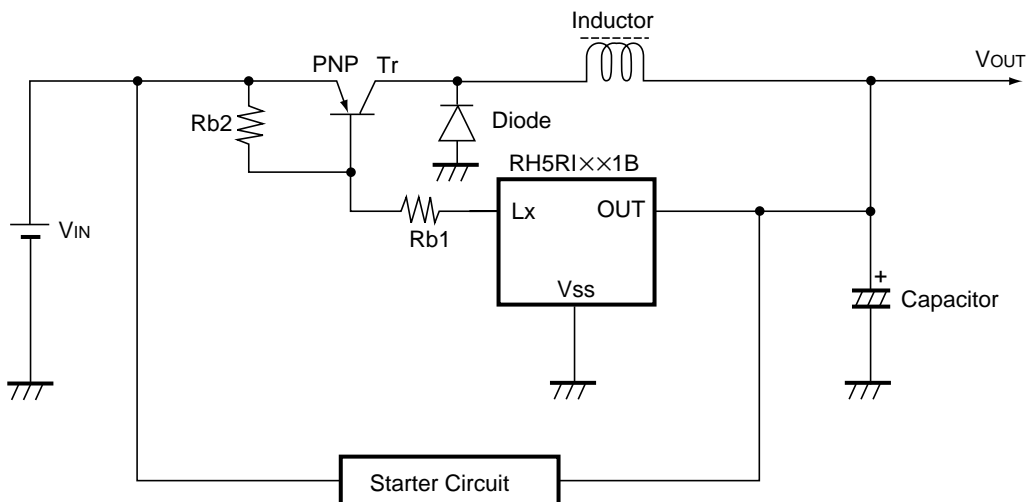 Inductor
PNP Tr
VOUT
Rb2
Diode
RH5RI××1B
Lx OUT
Rb1
VIN
Vss
+
Capacitor
Starter Circuit